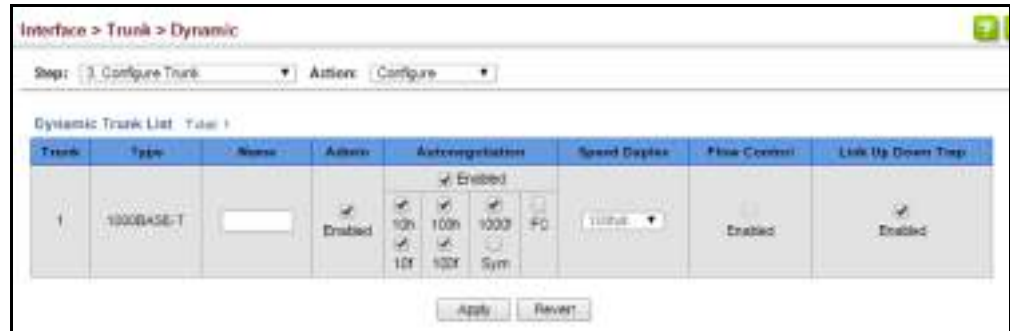 Interface > Trunk > Dynamic
Step: 3. Configure Trunk Action: Configure
Dynamic Trunk List Total: 1
Trunk Type Name Admin Autonegotiation Speed Duplex Flow Control Link Up Down Trap
Enabled
1 1000BASE-T Enabled 10h 100h 1000f FC Enabled Enabled
10f 100f Sym
Apply Revert